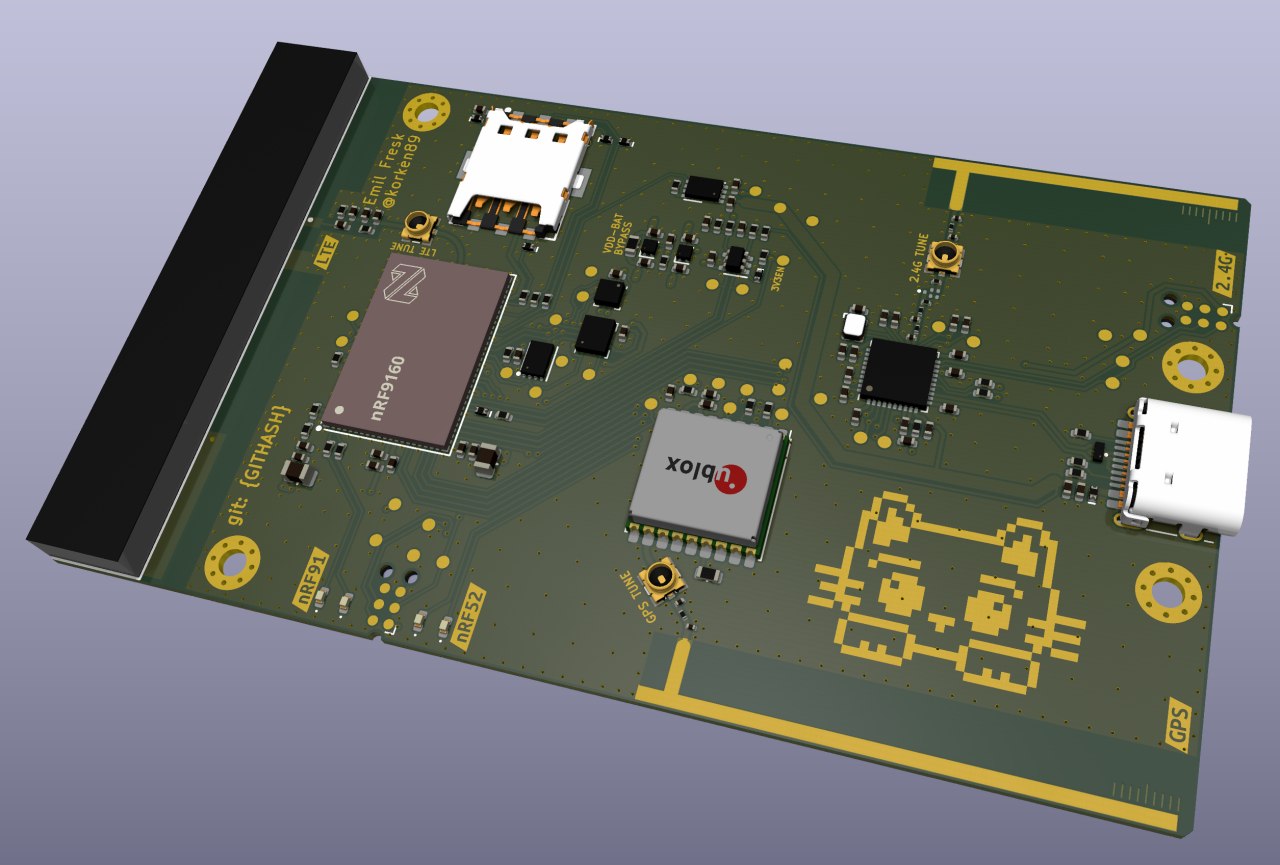 Emil Fresk
@korken89
LTE TUNE
LTE
VDD-BAT
BYPASS
3V3EN
2.4G TUNE
2.4G
nRF9160
ublox
git: {GITHASH}
nRF91
nRF52
GPS TUNE
GPS